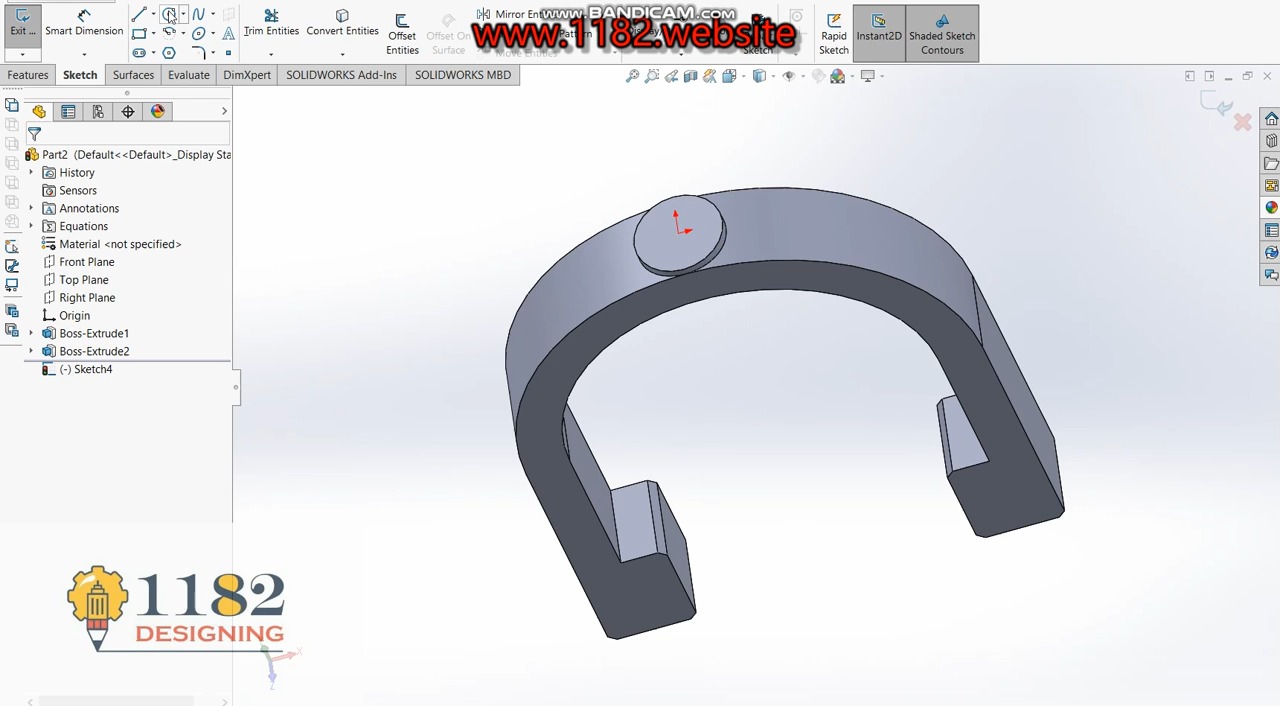 www.BANDICAM.com
www.1182.website
Exit ...
Smart Dimension
Trim Entities
Convert Entities
Offset Entities
Offset On Surface
Mirror Entities
Move Entities
Rapid Sketch
Instant2D
Shaded Sketch Contours
Features
Sketch
Surfaces
Evaluate
DimXpert
SOLIDWORKS Add-Ins
SOLIDWORKS MBD
Part2 (Default<<Default>_Display Sta
History
Sensors
Annotations
Equations
Material <not specified>
Front Plane
Top Plane
Right Plane
Origin
Boss-Extrude1
Boss-Extrude2
(-) Sketch4
1182
DESIGNING
X
Z